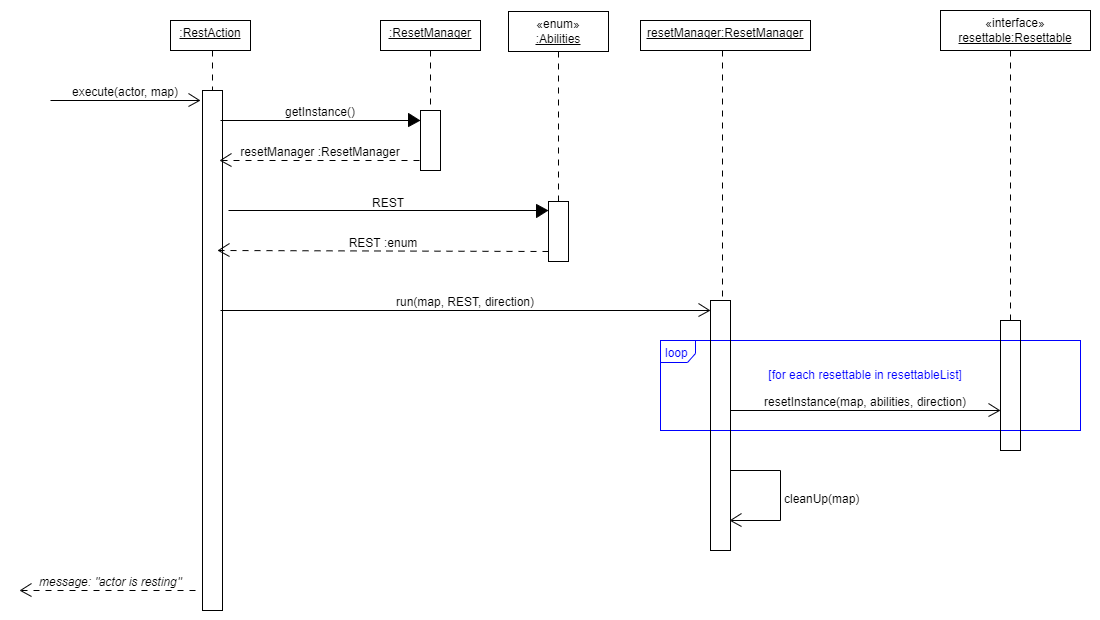 :RestAction
:ResetManager
«enum»
:Abilities
resetManager:ResetManager
«interface»
resettable:Resettable
execute(actor, map)
getInstance()
resetManager :ResetManager
REST
REST :enum
run(map, REST, direction)
loop
[for each resettable in resettableList]
resetInstance(map, abilities, direction)
cleanUp(map)
message: "actor is resting"